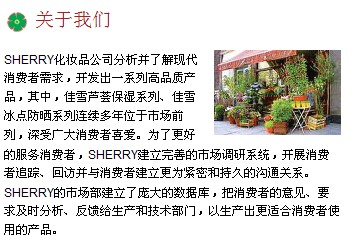 关于我们
SHERRY化妆品公司分析并了解现代
消费者需求，开发出一系列高品质产
品，其中，佳雪芦荟保湿系列、佳雪
冰点防晒系列连续多年位于市场前
列，深受广大消费者喜爱。为了更好
的服务消费者，SHERRY建立完善的市场调研系统，开展消费
者追踪、回访并与消费者建立更为紧密和持久的沟通关系。
SHERRY的市场部建立了庞大的数据库，把消费者的意见、要
求及时分析、反馈给生产和技术部门，以生产出更适合消费者使
用的产品。